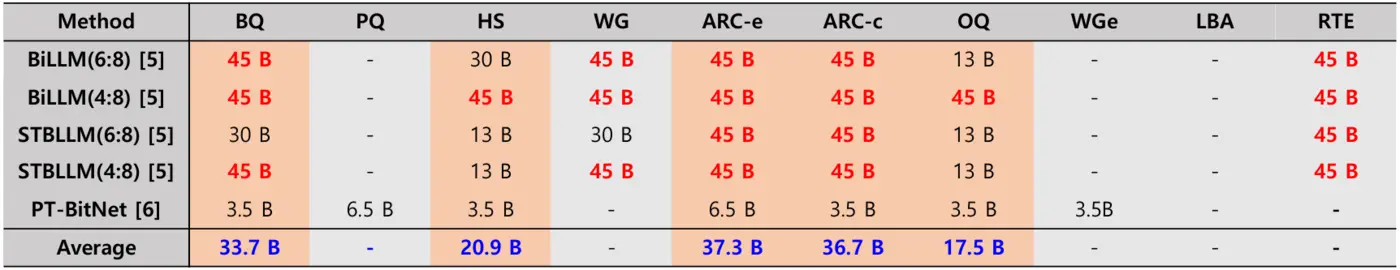 Method BQ PQ HS WG ARC-e ARC-c OQ WGe LBA RTE
BiLLM(6:8) [5] 45 B - 30 B 45 B 45 B 45 B 13 B - - 45 B
BiLLM(4:8) [5] 45 B - 45 B 45 B 45 B 45 B 45 B - - 45 B
STBLLM(6:8) [5] 30 B - 13 B 30 B 45 B 45 B 13 B - - 45 B
STBLLM(4:8) [5] 45 B - 13 B 45 B 45 B 45 B 13 B - - 45 B
PT-BitNet [6] 3.5 B 6.5 B 3.5 B - 6.5 B 3.5 B 3.5 B 3.5B - -
Average 33.7 B - 20.9 B - 37.3 B 36.7 B 17.5 B - - -